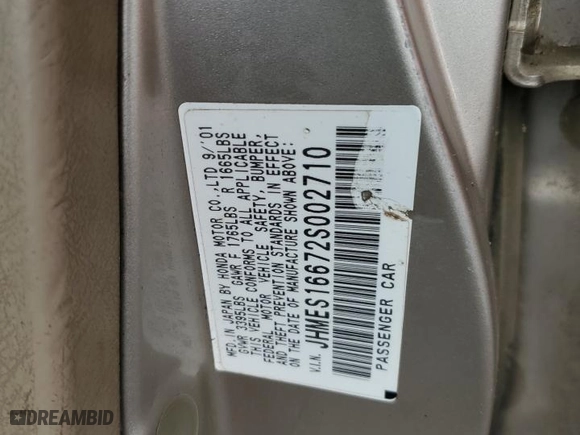 MFD. IN JAPAN BY HONDA MOTOR CO.,LTD 9/'01
GVWR 3395LBS GAWR F 1765LBS R 1665LBS
THIS VEHICLE CONFORMS TO ALL APPLICABLE
FEDERAL MOTOR VEHICLE SAFETY, BUMPER,
AND THEFT PREVENTION STANDARDS IN EFFECT
ON THE DATE OF MANUFACTURE SHOWN ABOVE:
V.I.N. JHMES16672S002710
PASSENGER CAR
DREAMBID